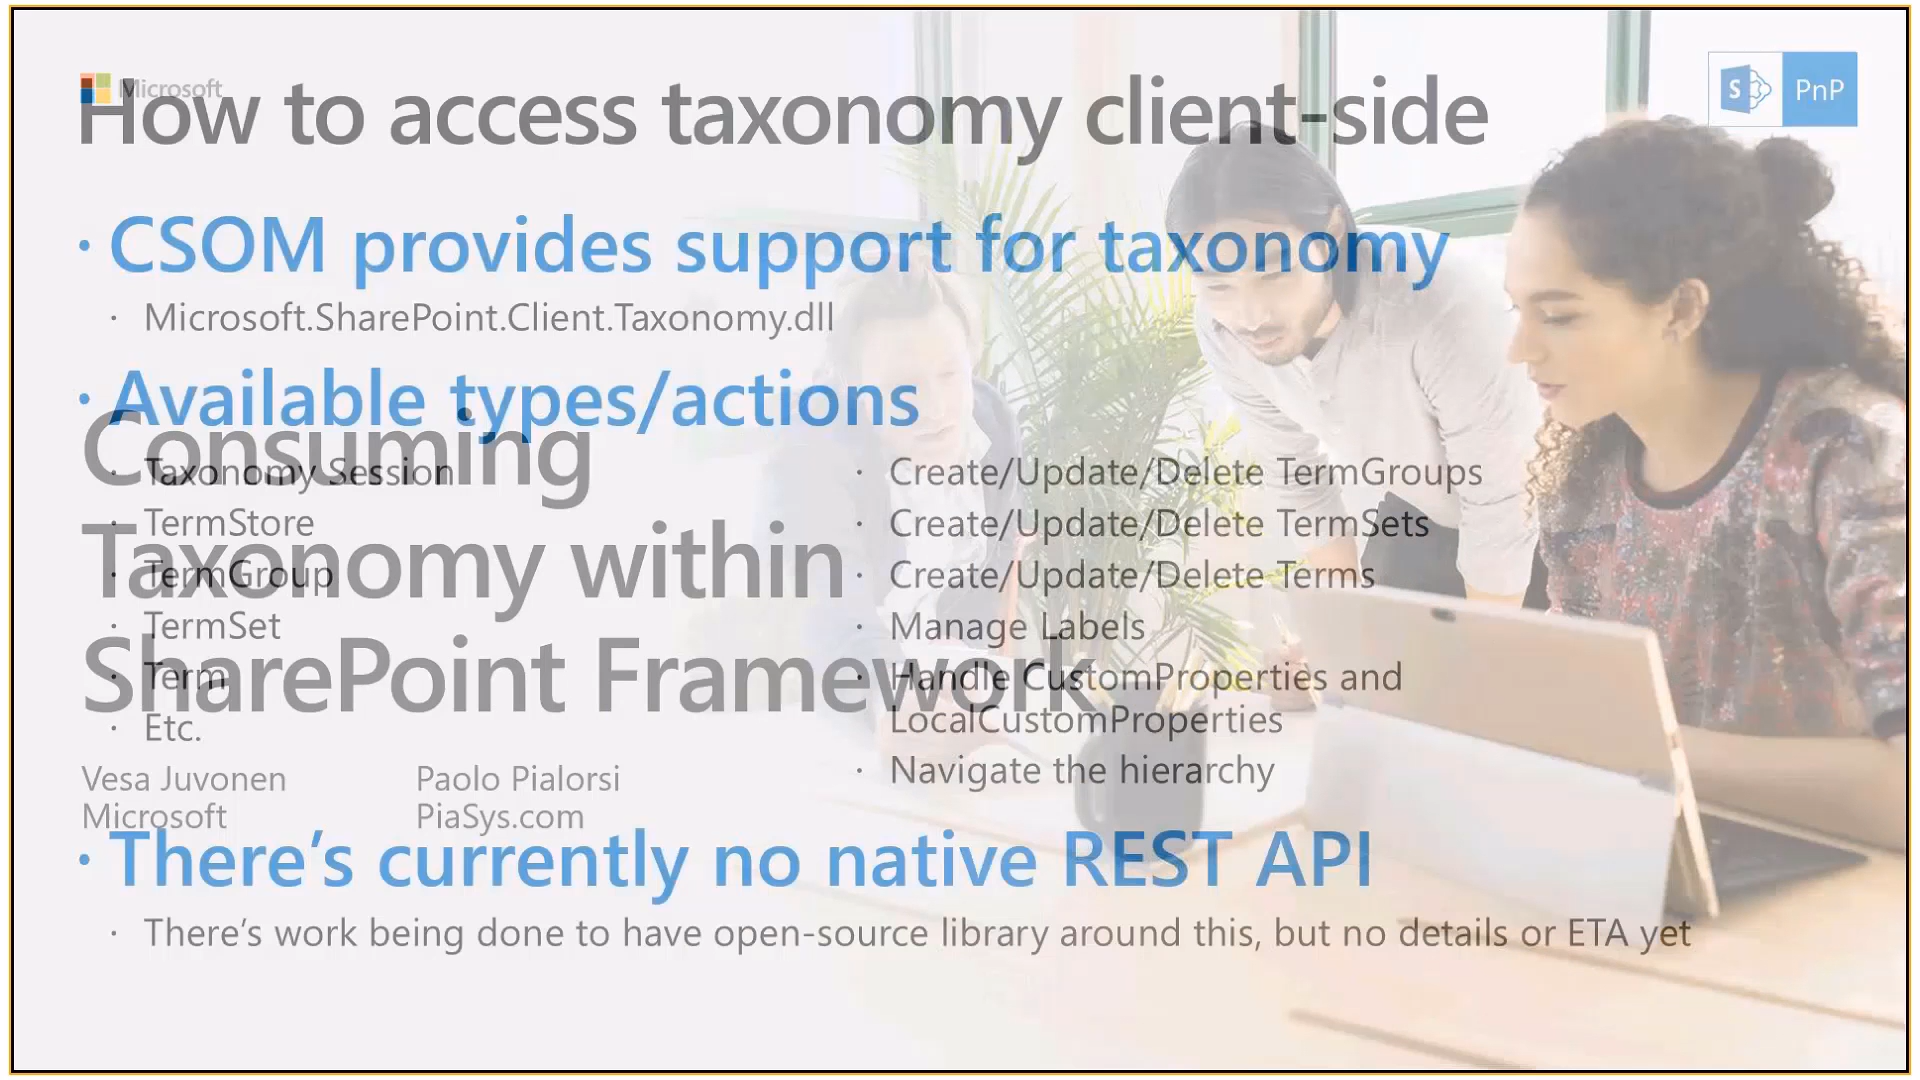 Microsoft
How to access taxonomy client-side
S PnP
· CSOM provides support for taxonomy
· Microsoft.SharePoint.Client.Taxonomy.dll
· Available types/actions
Consuming
Taxonomy within
SharePoint Framework
· Taxonomy Session
· TermStore
· TermGroup
· TermSet
· Term
· Etc.
· Create/Update/Delete TermGroups
· Create/Update/Delete TermSets
· Create/Update/Delete Terms
· Manage Labels
· Handle CustomProperties and
LocalCustomProperties
· Navigate the hierarchy
Vesa Juvonen
Microsoft
Paolo Pialorsi
PiaSys.com
· There’s currently no native REST API
· There’s work being done to have open-source library around this, but no details or ETA yet